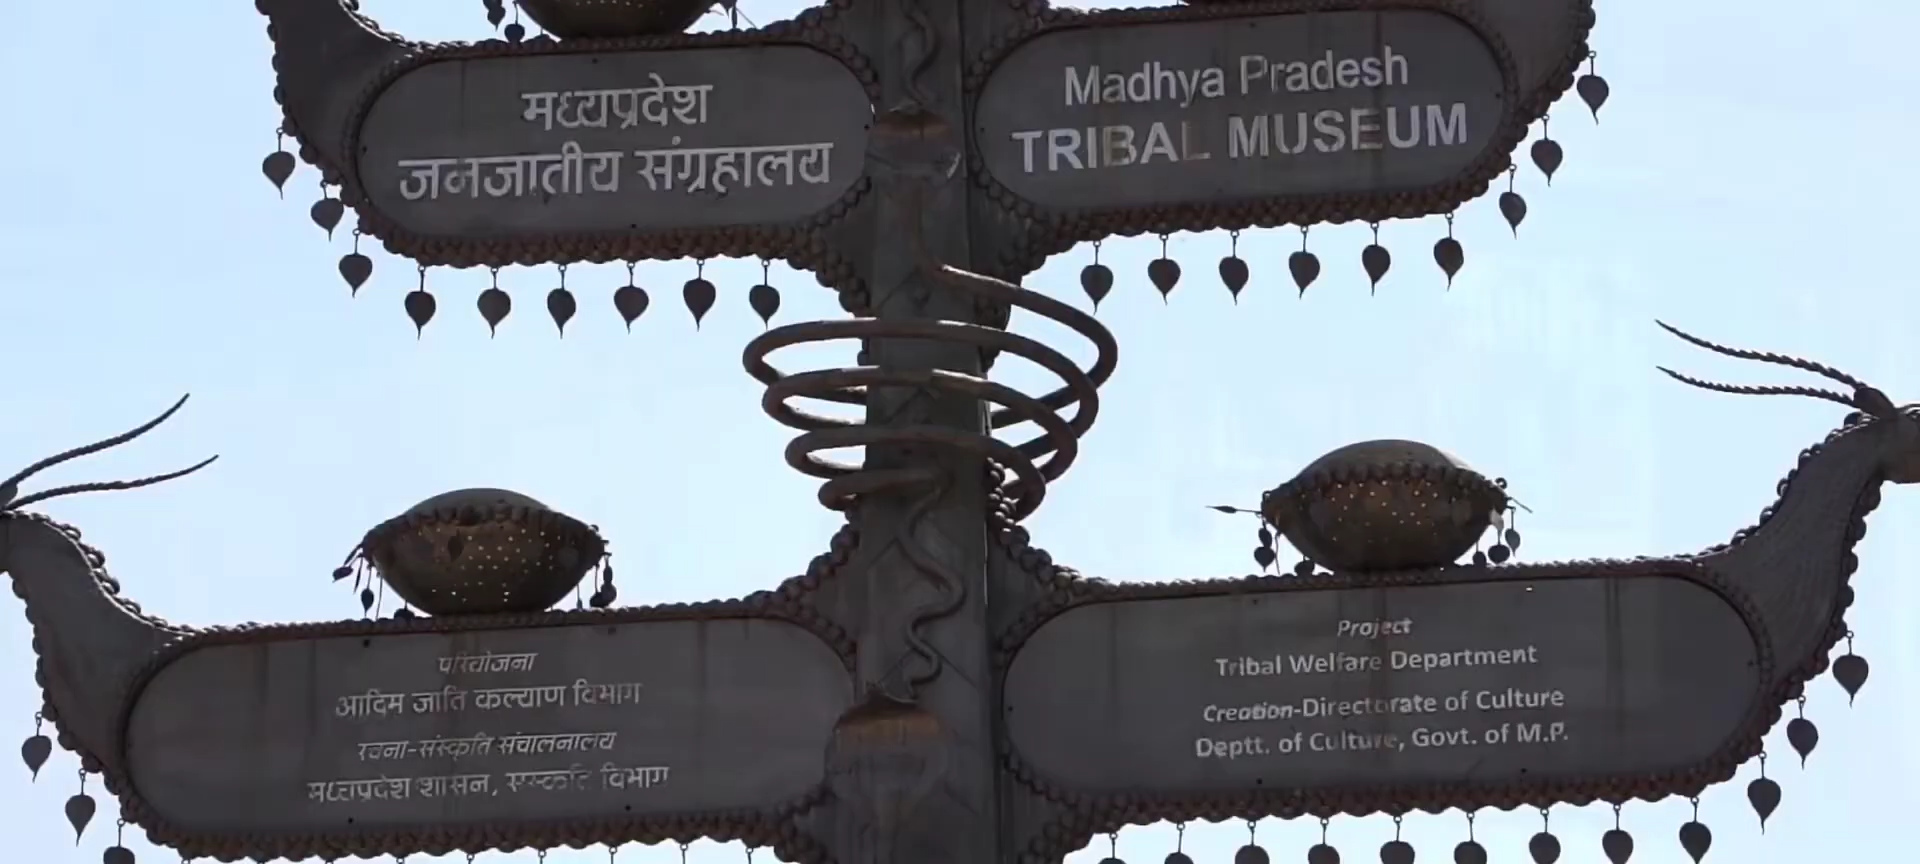 मध्यप्रदेश
जनजातीय संग्रहालय
Madhya Pradesh
TRIBAL MUSEUM
परियोजना
आदिम जाति कल्याण विभाग
रचना-संस्कृति संचालनालय
मध्यप्रदेश शासन, संस्कृति विभाग
Project
Tribal Welfare Department
Creation-Directorate of Culture
Deptt. of Culture, Govt. of M.P.